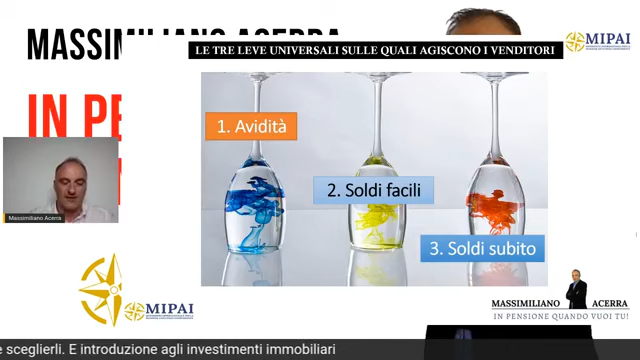 MASSIMILIANO ACERRA
IN PE
LE TRE LEVE UNIVERSALI SULLE QUALI AGISCONO I VENDITORI
MIPAI
1. Avidità
2. Soldi facili
3. Soldi subito
Massimiliano Acerra
MIPAI
MASSIMILIANO ACERRA
IN PENSIONE QUANDO VUOI TU!
e sceglierli. E introduzione agli investimenti immobiliari